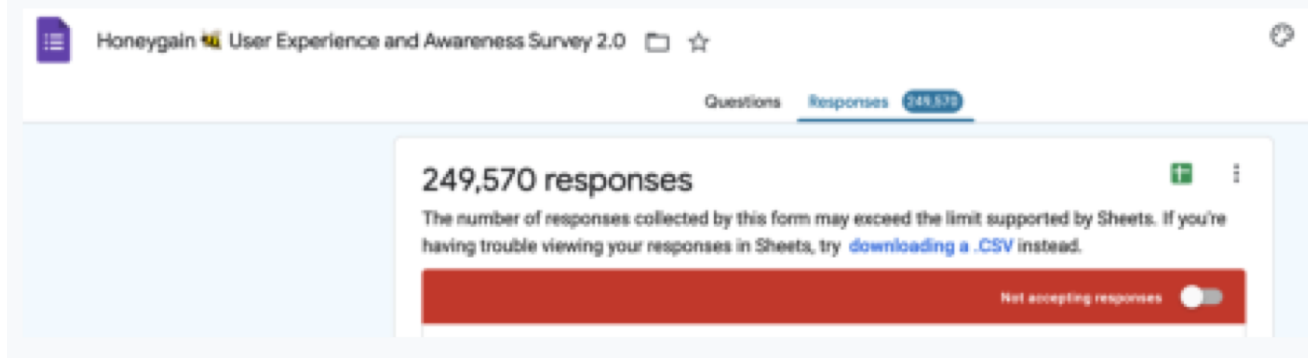 Honeygain 🐝 User Experience and Awareness Survey 2.0
Questions Responses 249,570
249,570 responses
The number of responses collected by this form may exceed the limit supported by Sheets. If you're
having trouble viewing your responses in Sheets, try downloading a .CSV instead.
Not accepting responses